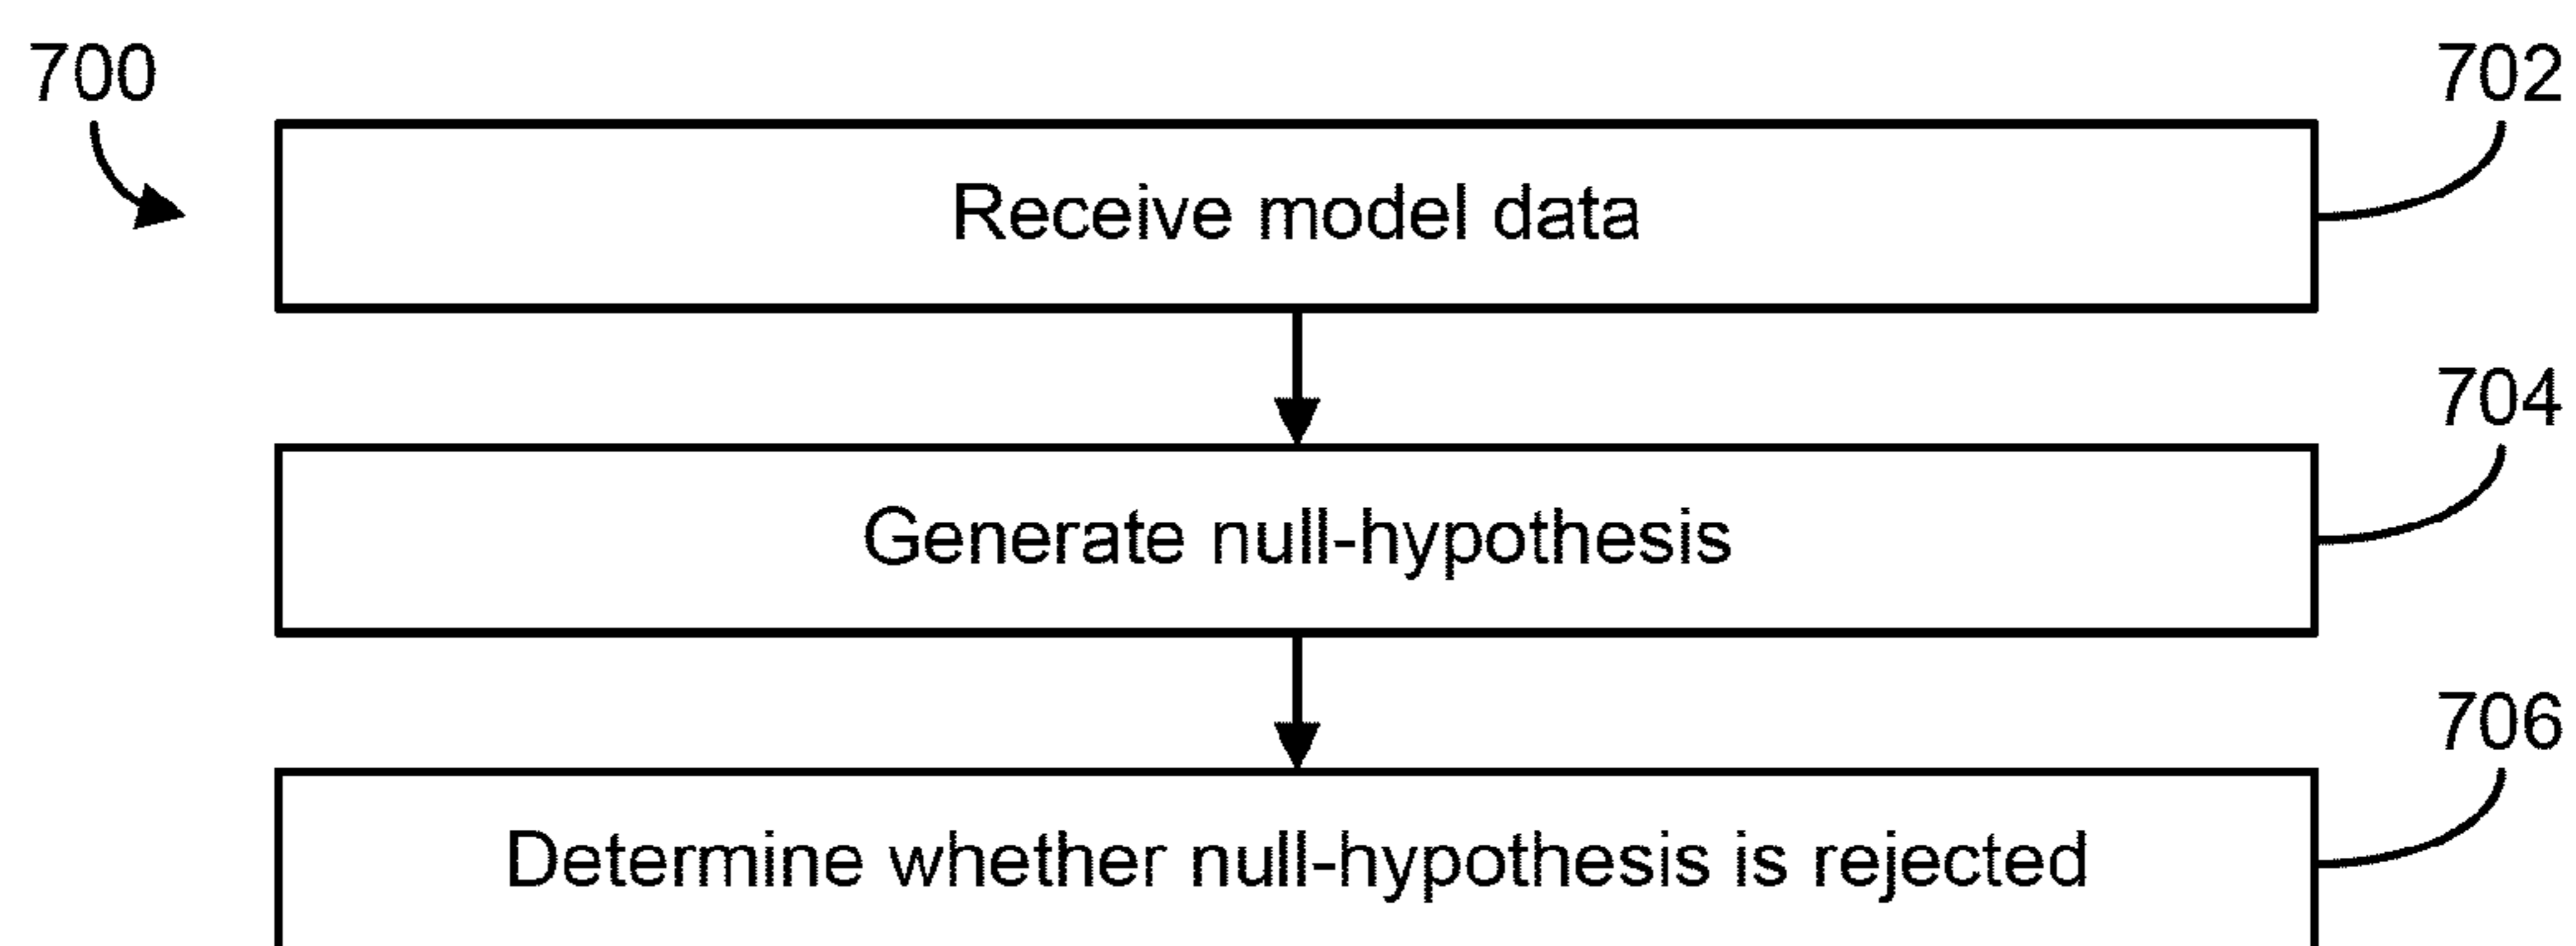 700
702
Receive model data
704
Generate null-hypothesis
706
Determine whether null-hypothesis is rejected